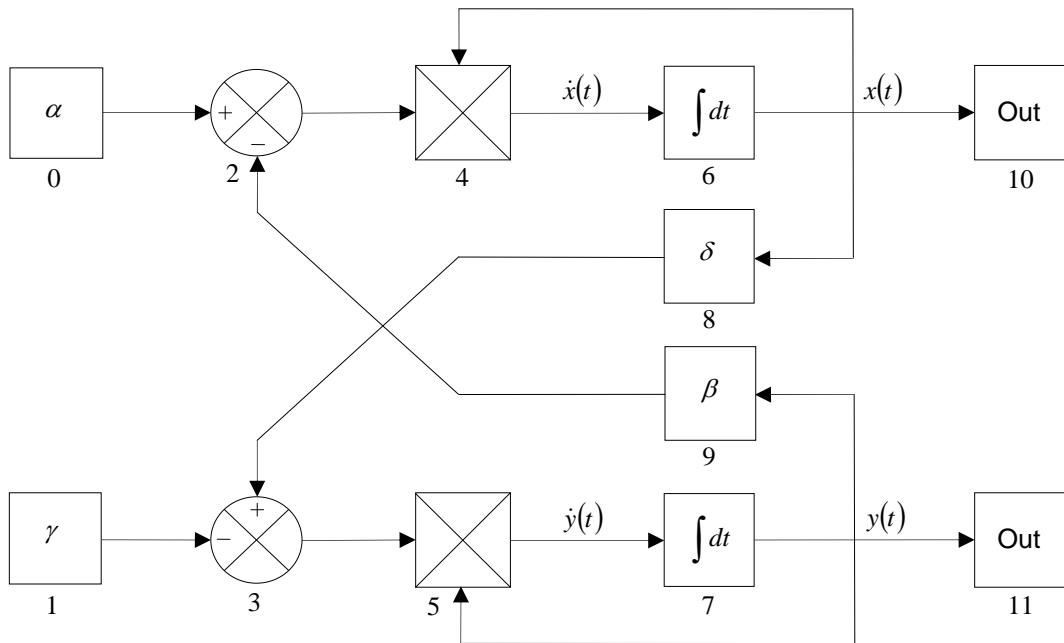 α
+
−
ẋ(t)
∫dt
x(t)
Out
0
2
4
6
10
δ
8
β
9
γ
−
+
ẏ(t)
∫dt
y(t)
Out
1
3
5
7
11